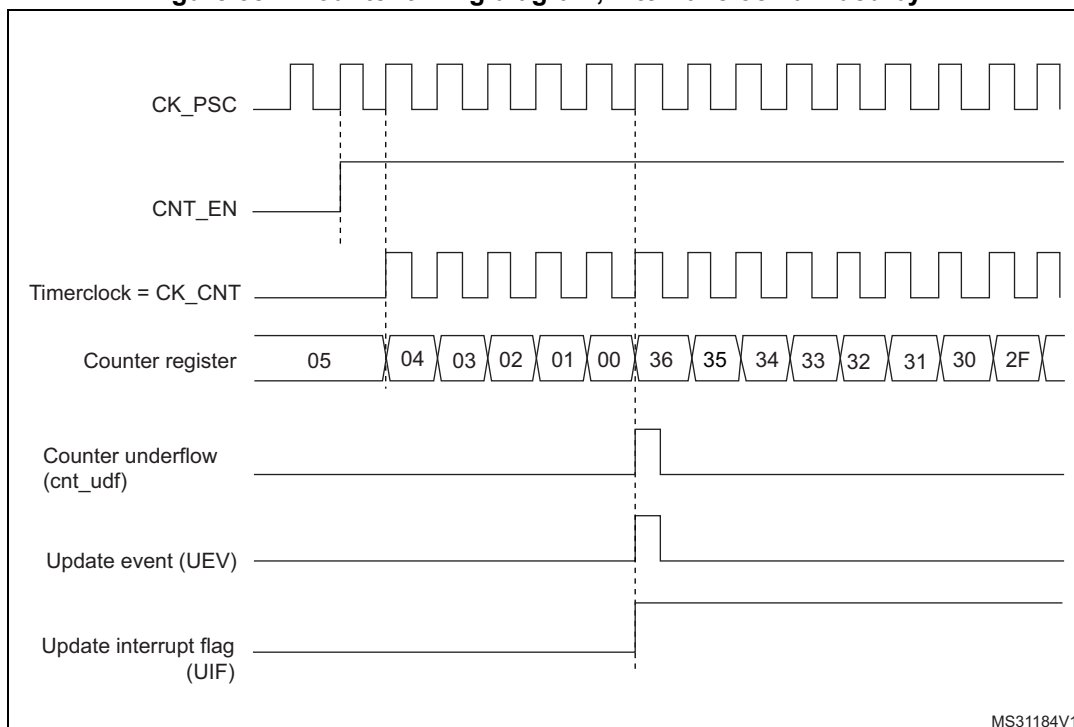 CK_PSC
CNT_EN
Timerclock = CK_CNT
Counter register 05 04 03 02 01 00 36 35 34 33 32 31 30 2F
Counter underflow
(cnt_udf)
Update event (UEV)
Update interrupt flag
(UIF)
MS31184V1